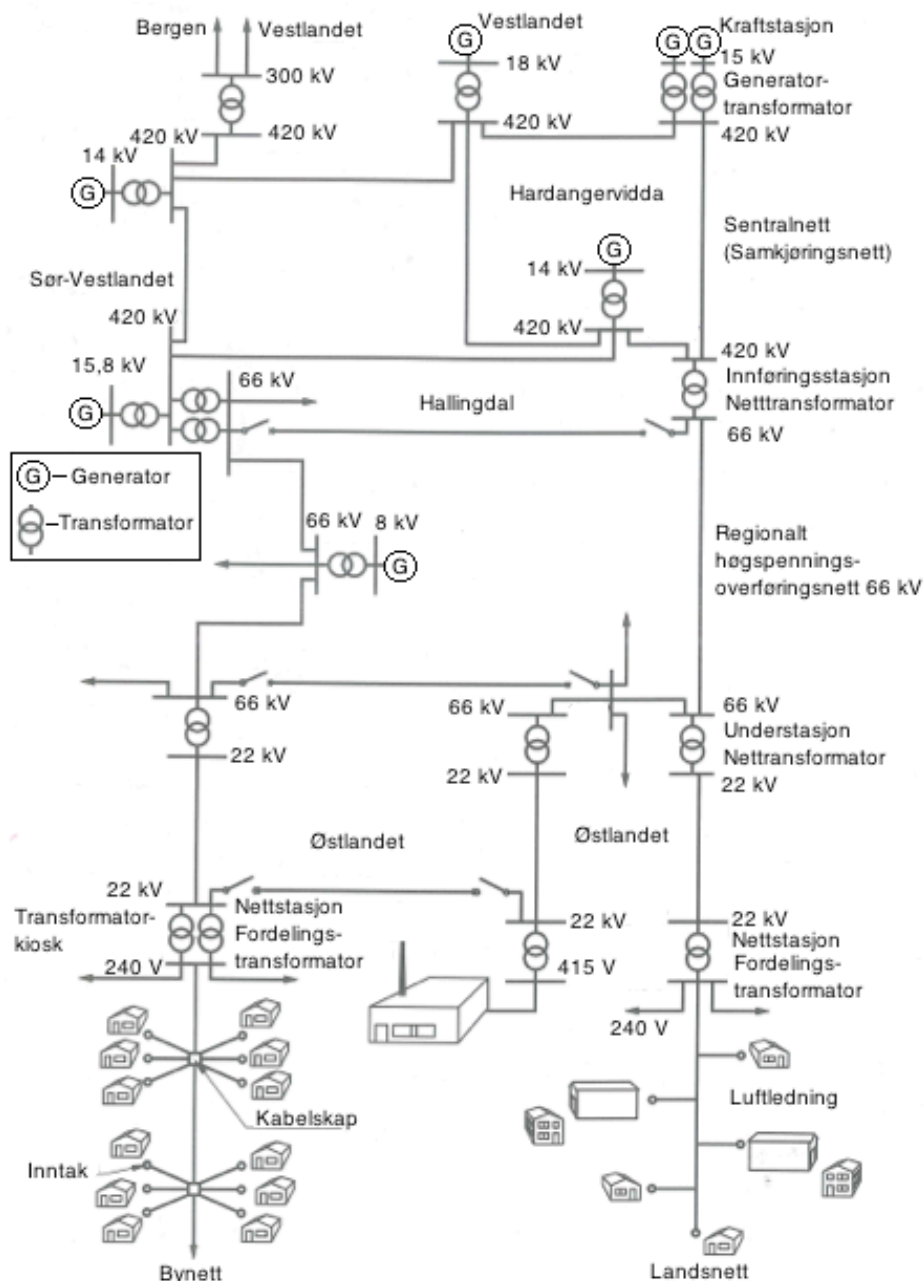 Bergen
Vestlandet
300 kV
420 kV
Vestlandet
G
18 kV
420 kV
Kraftstasjon
G G
15 kV
Generator-
transformator
420 kV
420 kV
14 kV
G
Hardangervidda
G
14 kV
420 kV
Sentralnett
(Samkjøringsnett)
Sør-Vestlandet
420 kV
15,8 kV
G
66 kV
Hallingdal
420 kV
Innføringsstasjon
Netttransformator
66 kV
G – Generator
–Transformator
66 kV
8 kV
G
Regionalt
høgspennings-
overføringsnett 66 kV
66 kV
22 kV
66 kV
22 kV
66 kV
Understasjon
Nettransformator
22 kV
Østlandet
Østlandet
22 kV
Transformator-
kiosk
Nettstasjon
Fordelings-
transformator
240 V
22 kV
415 V
22 kV
Nettstasjon
Fordelings-
transformator
240 V
Kabelskap
Luftledning
Inntak
Bynett
Landsnett